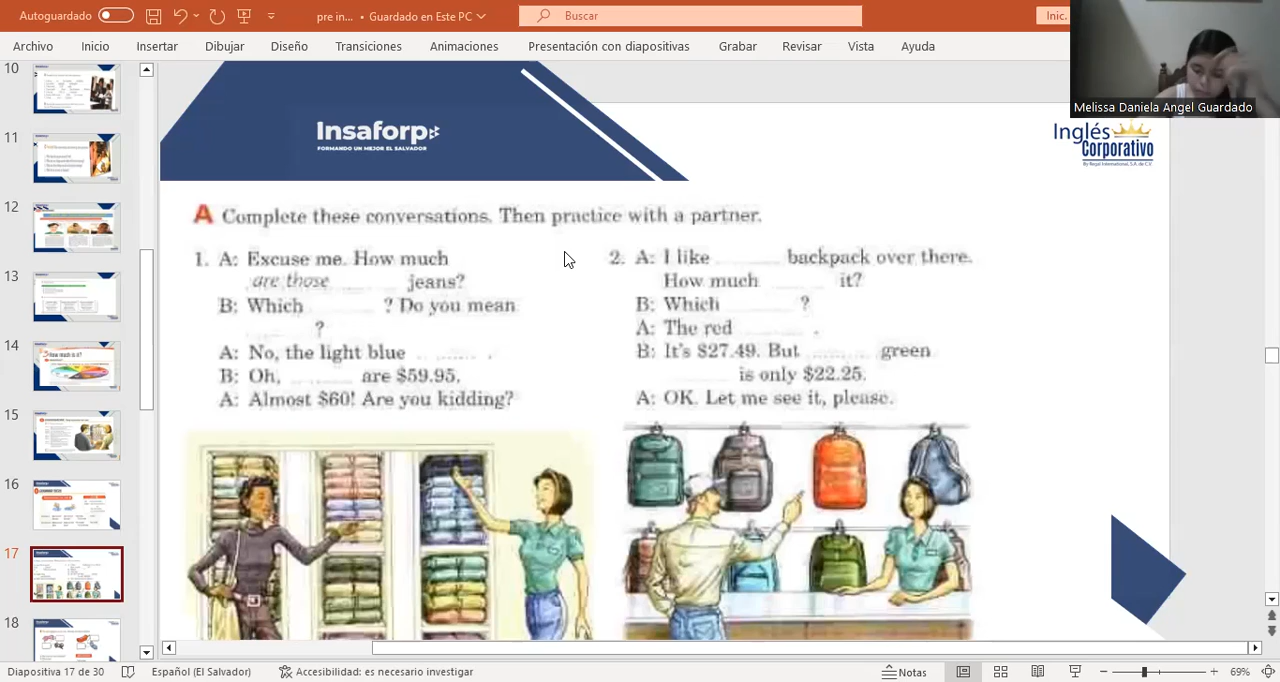 Autoguardado
pre in... • Guardado en Este PC
Buscar
Inic.
Archivo Inicio Insertar Dibujar Diseño Transiciones Animaciones Presentación con diapositivas Grabar Revisar Vista Ayuda
Melissa Daniela Angel Guardado
10
11
12
13
14
15
16
17
18
Insaforp
FORMANDO UN MEJOR EL SALVADOR
Inglés
Corporativo
By Regal International, S.A. de C.V
A Complete these conversations. Then practice with a partner.
1. A: Excuse me. How much
are those jeans?
B: Which ? Do you mean
?
A: No, the light blue .
B: Oh, are $59.95.
A: Almost $60! Are you kidding?
2. A: I like backpack over there.
How much it?
B: Which ?
A: The red .
B: It's $27.49. But green
is only $22.25.
A: OK. Let me see it, please.
Diapositiva 17 de 30
Español (El Salvador)
Accesibilidad: es necesario investigar
Notas
69%